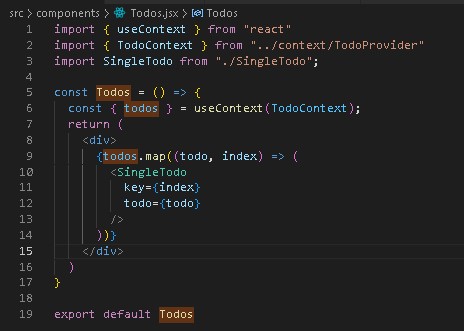 src > components > Todos.jsx > Todos
1 import { useContext } from "react"
2 import { TodoContext } from "../context/TodoProvider"
3 import SingleTodo from "./SingleTodo";
4
5 const Todos = () => {
6 const { todos } = useContext(TodoContext);
7 return (
8 <div>
9 {todos.map((todo, index) => (
10 <SingleTodo
11 key={index}
12 todo={todo}
13 />
14 ))}
15 </div>
16 )
17 }
18
19 export default Todos